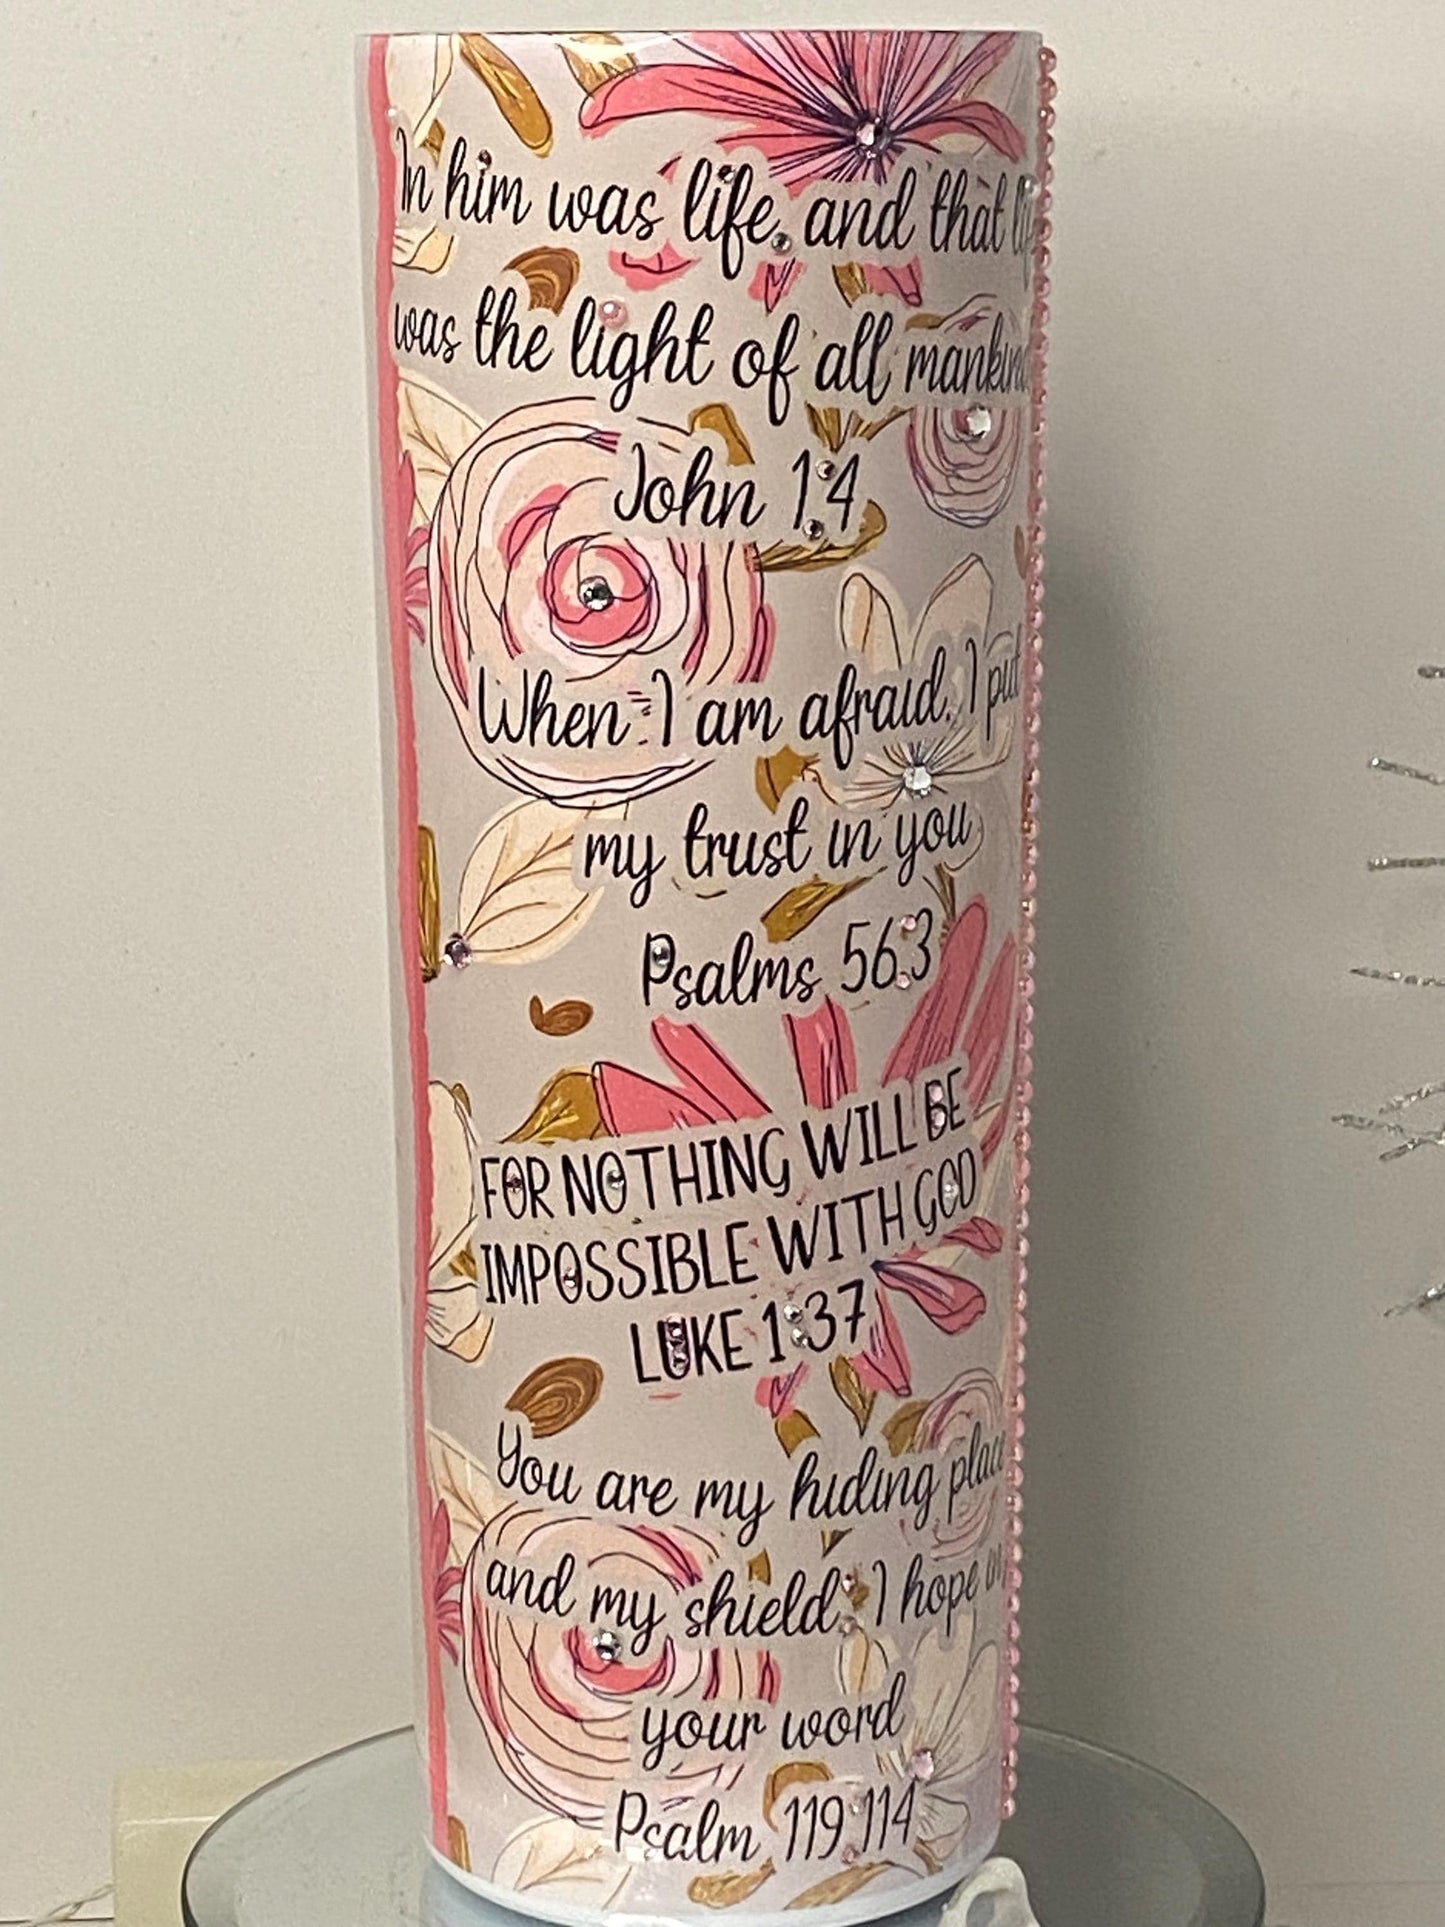 In him was life, and that life
was the light of all mankind
John 1:4
When I am afraid, I put
my trust in you
Psalms 56:3
FOR NOTHING WILL BE
IMPOSSIBLE WITH GOD
LUKE 1:37
You are my hiding place
and my shield; I hope in
your word
Psalm 119:114